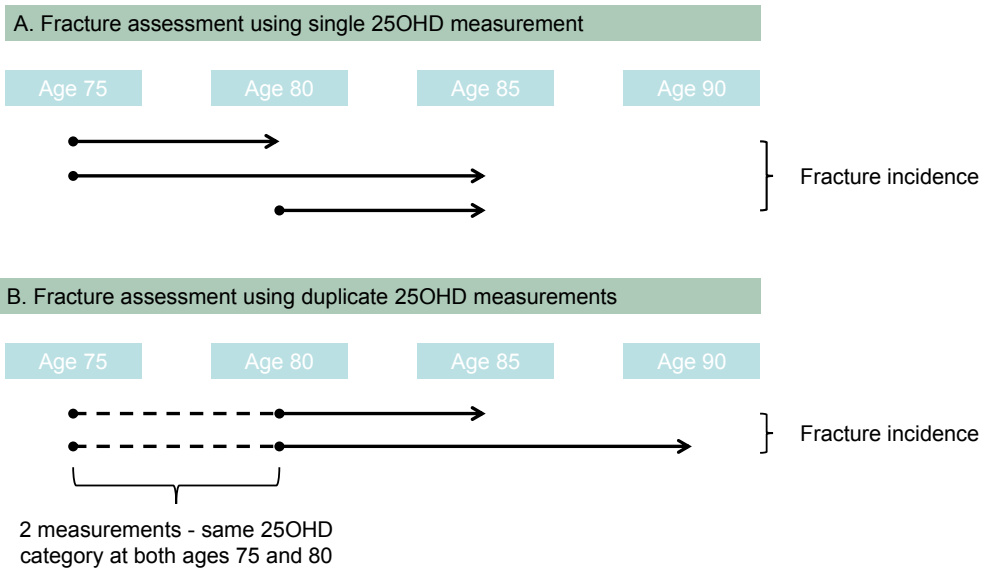 A. Fracture assessment using single 25OHD measurement
Age 75 Age 80 Age 85 Age 90
Fracture incidence
B. Fracture assessment using duplicate 25OHD measurements
Age 75 Age 80 Age 85 Age 90
Fracture incidence
2 measurements - same 25OHD
category at both ages 75 and 80